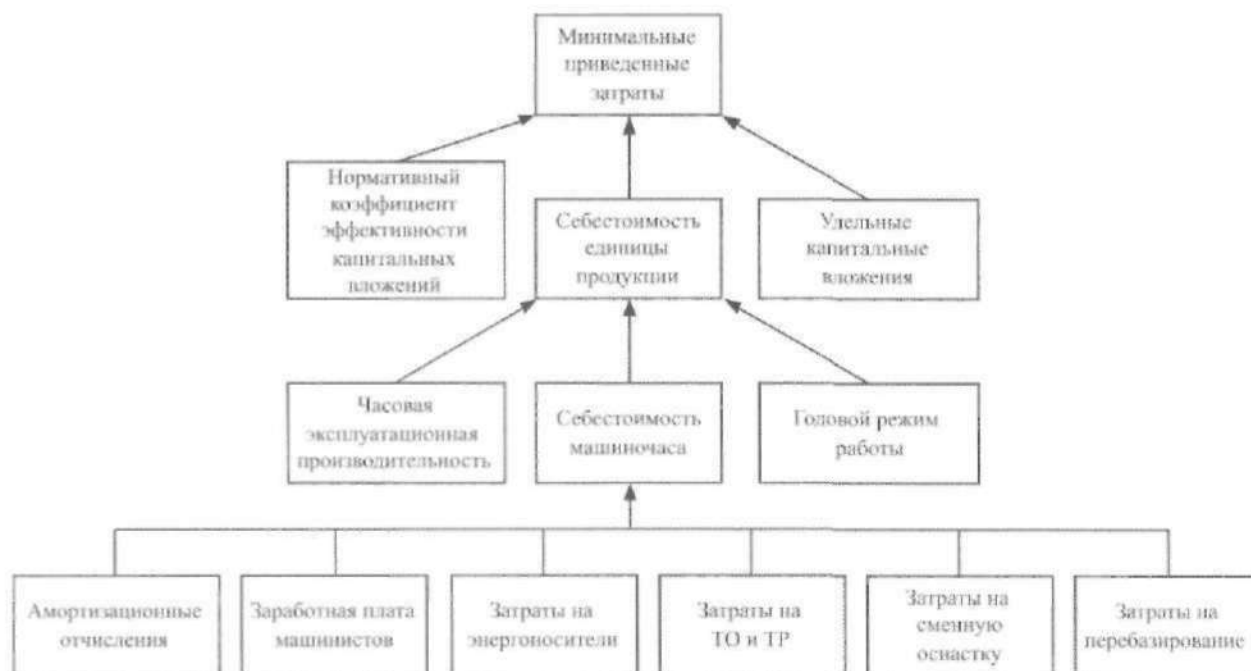 Минимальные
приведенные
затраты
Нормативный
коэффициент
эффективности
капитальных
вложений
Себестоимость
единицы
продукции
Удельные
капитальные
вложения
Часовая
эксплуатационная
производительность
Себестоимость
машиночаса
Головой режим
работы
Амортизационные
отчисления
Заработная плата
машинистов
Затраты на
энергоносители
Затраты на
ТО и ТР
Затраты на
сменную
оснастку
Затраты на
перебазирование